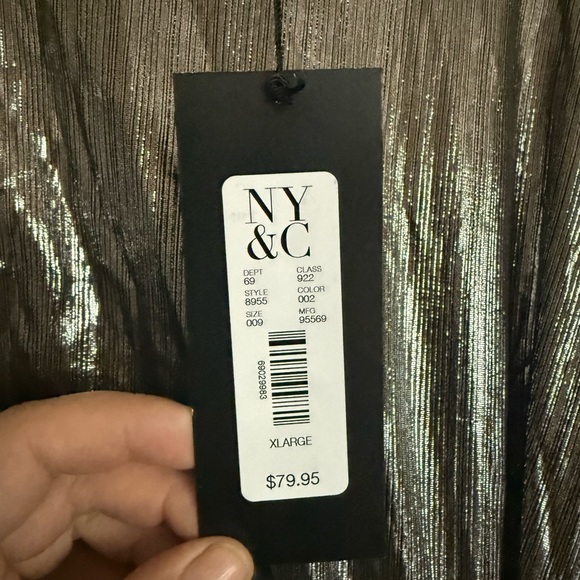 NY
&C
DEPT CLASS
69 922
STYLE COLOR
8955 002
SIZE MFG
009 95569
69029983
XLARGE
$79.95